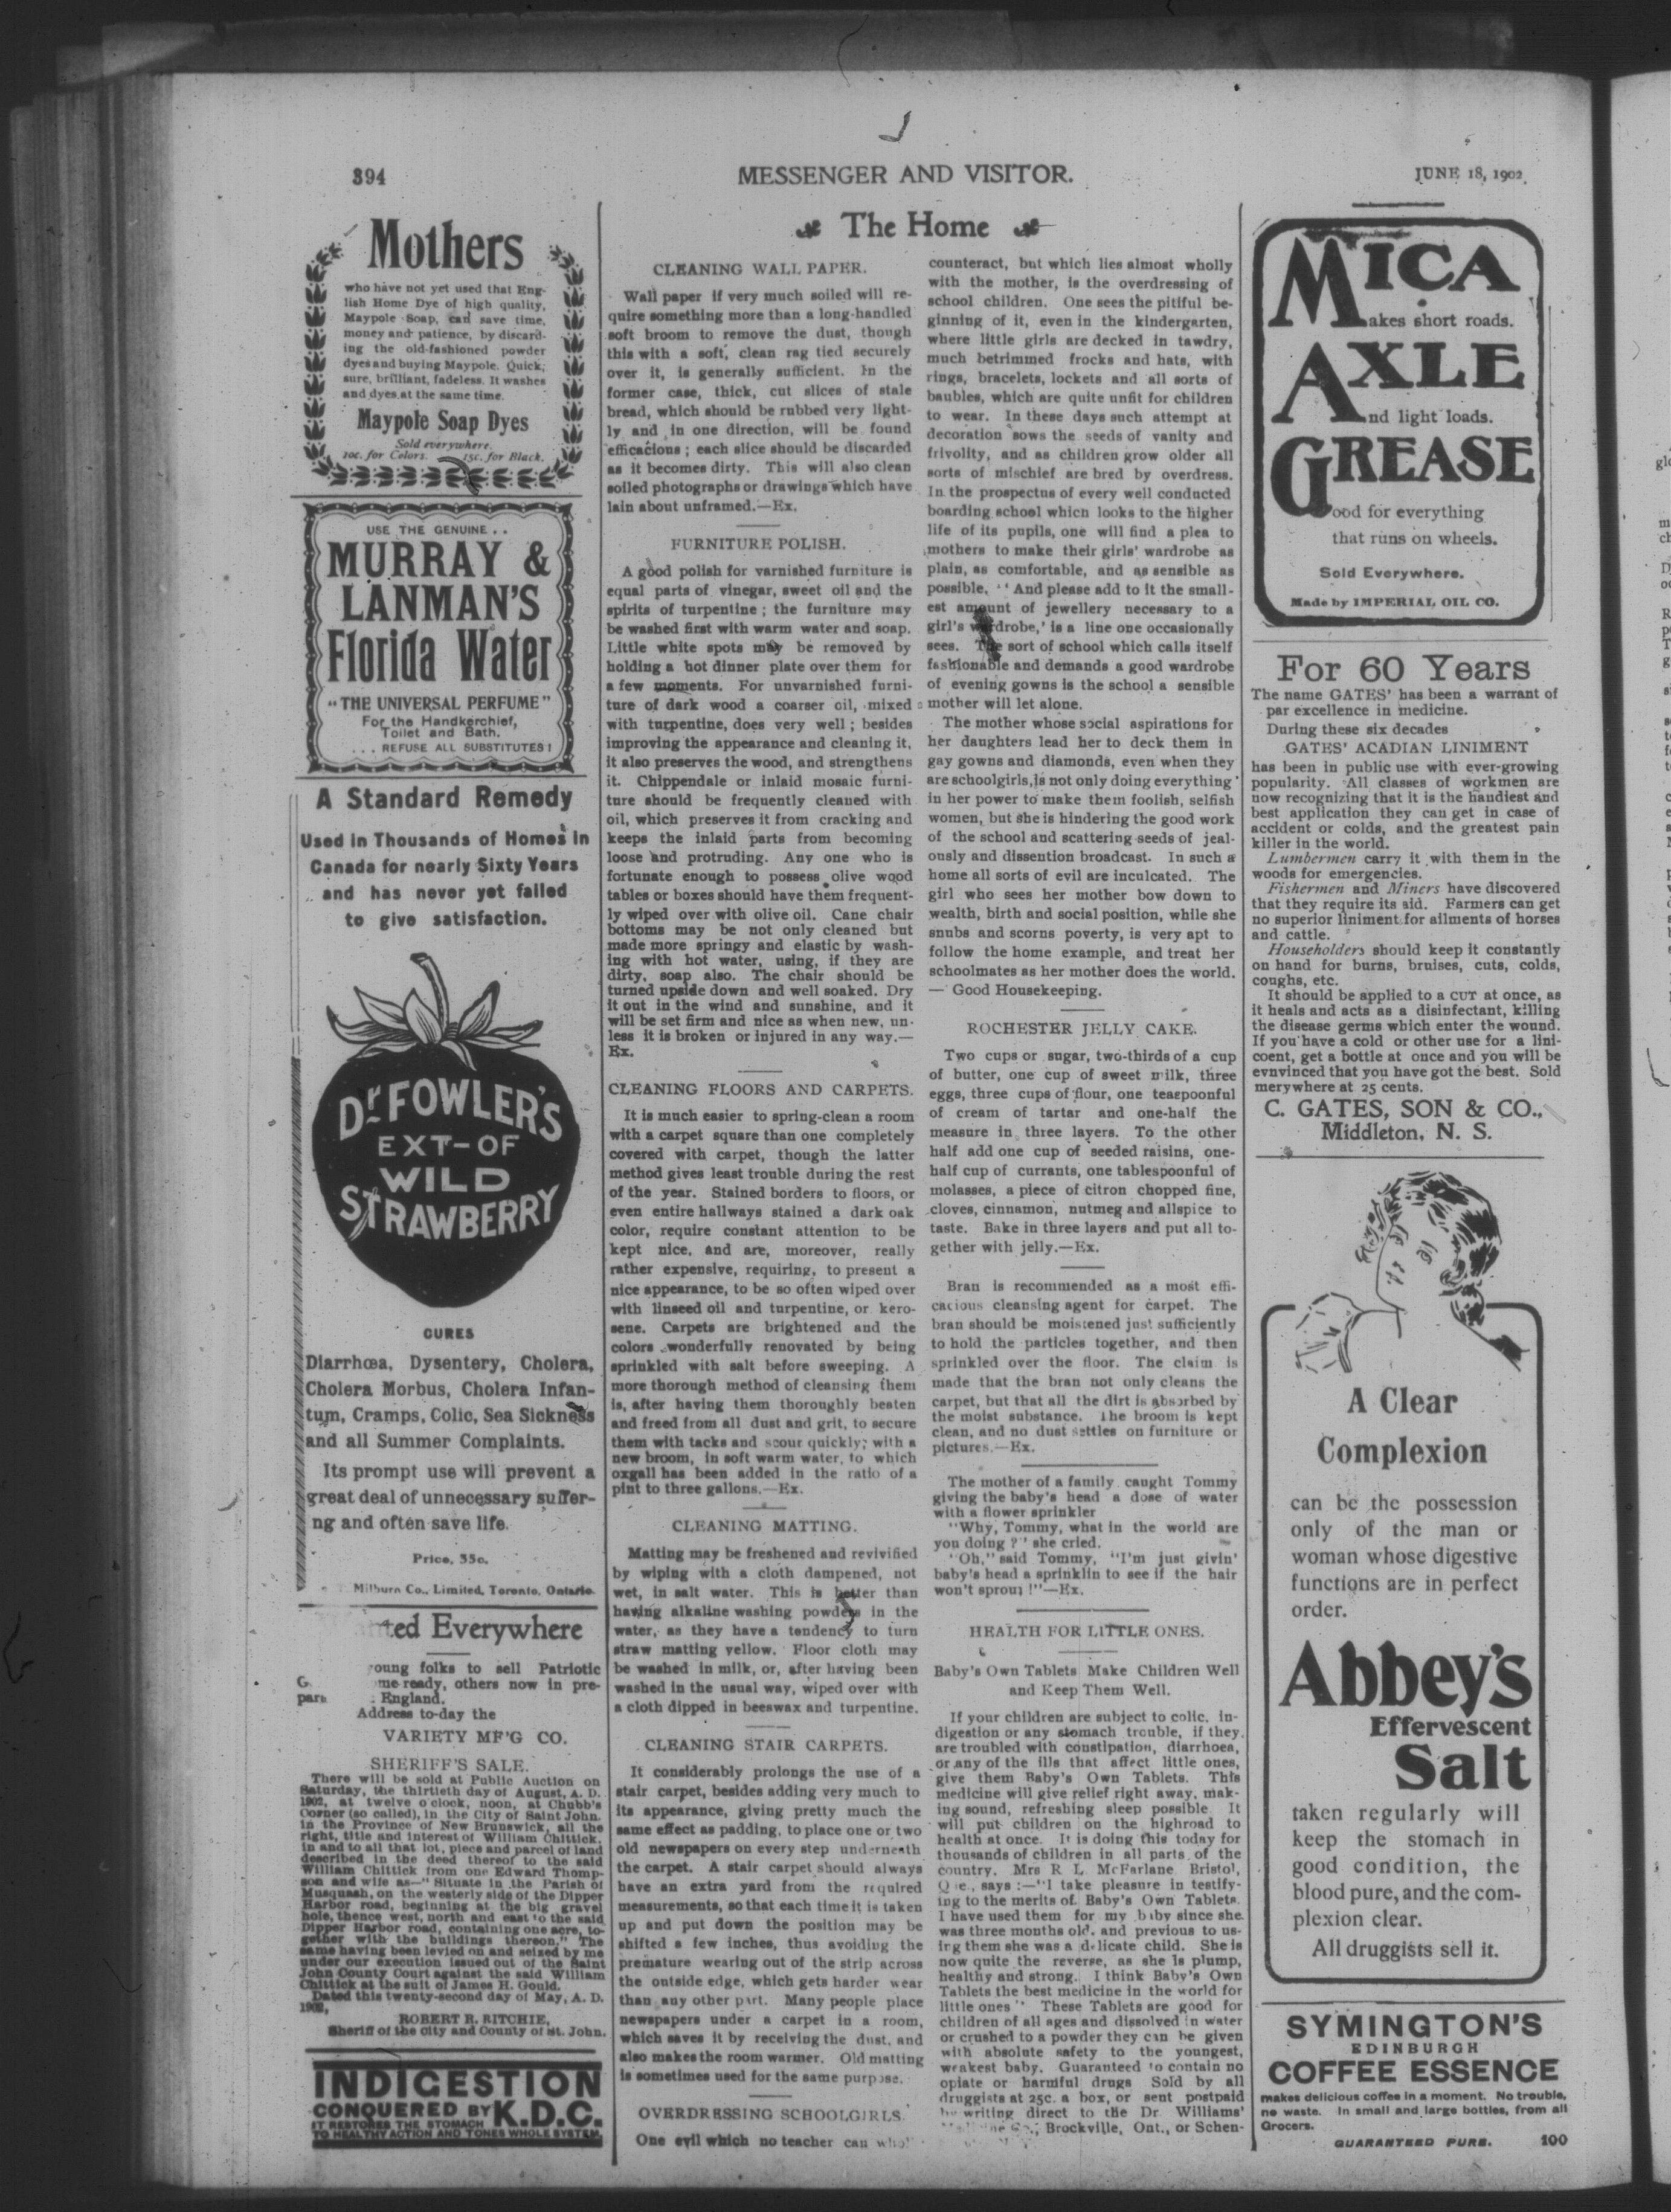 394
MESSENGER AND VISITOR.
JUNE 18, 1902
Mothers
who have not yet used that Eng-
lish Home Dye of high quality,
Maypole Soap, can save time,
money and patience, by discard-
ing the old-fashioned powder
dyes and buying Maypole. Quick,
sure, brilliant, fadeless. It washes
and dyes at the same time.
Maypole Soap Dyes
Sold everywhere.
10c. for Colors. 15c. for Black.
USE THE GENUINE . .
MURRAY &
LANMAN'S
Florida Water
"THE UNIVERSAL PERFUME"
For the Handkerchief,
Toilet and Bath.
. . . REFUSE ALL SUBSTITUTES!
A Standard Remedy
Used in Thousands of Homes in
Canada for nearly Sixty Years
and has never yet failed
to give satisfaction.
Dr FOWLER'S
EXT-OF
WILD
STRAWBERRY
CURES
Diarrhœa, Dysentery, Cholera,
Cholera Morbus, Cholera Infan-
tum, Cramps, Colic, Sea Sickness
and all Summer Complaints.
Its prompt use will prevent a
great deal of unnecessary suffer-
ng and often save life.
Price, 35c.
Milburn Co., Limited, Toronto, Ontario.
ted Everywhere
oung folks to sell Patriotic
G me ready, others now in pre-
para England.
Address to-day the
VARIETY MF'G CO.
SHERIFF'S SALE.
There will be sold at Public Auction on
Saturday, the thirtieth day of August, A. D.
1902, at twelve o'clock, noon, at Chubb's
Corner (so called), in the City of Saint John,
in the Province of New Brunswick, all the
right, title and interest of William Chittick,
in and to all that lot, piece and parcel of land
described in the deed thereof to the said
William Chittick from one Edward Thomp-
son and wife as—" Situate in the Parish of
Musquash, on the westerly side of the Dipper
Harbor road, beginning at the big gravel
hole, thence west, north and east to the said
Dipper Harbor road, containing one acre, to-
gether with the buildings thereon." The
same having been levied on and seized by me
under our execution issued out of the Saint
John County Court against the said William
Chittick at the suit of James H. Gould.
Dated this twenty-second day of May, A. D.
1902,
ROBERT R. RITCHIE,
Sheriff of the city and County of St. John.
INDIGESTION
CONQUERED BY K.D.C.
IT RESTORES THE STOMACH
TO HEALTHY ACTION AND TONES WHOLE SYSTEM.
The Home
CLEANING WALL PAPER.
Wall paper if very much soiled will re-
quire something more than a long-handled
soft broom to remove the dust, though
this with a soft, clean rag tied securely
over it, is generally sufficient. In the
former case, thick, cut slices of stale
bread, which should be rubbed very light-
ly and in one direction, will be found
efficacious ; each slice should be discarded
as it becomes dirty. This will also clean
soiled photographs or drawings which have
lain about unframed.—Ex.
FURNITURE POLISH.
A good polish for varnished furniture is
equal parts of vinegar, sweet oil and the
spirits of turpentine ; the furniture may
be washed first with warm water and soap.
Little white spots may be removed by
holding a hot dinner plate over them for
a few moments. For unvarnished furni-
ture of dark wood a coarser oil, mixed
with turpentine, does very well ; besides
improving the appearance and cleaning it,
it also preserves the wood, and strengthens
it. Chippendale or inlaid mosaic furni-
ture should be frequently cleaned with
oil, which preserves it from cracking and
keeps the inlaid parts from becoming
loose and protruding. Any one who is
fortunate enough to possess olive wood
tables or boxes should have them frequent-
ly wiped over with olive oil. Cane chair
bottoms may be not only cleaned but
made more springy and elastic by wash-
ing with hot water, using, if they are
dirty, soap also. The chair should be
turned upside down and well soaked. Dry
it out in the wind and sunshine, and it
will be set firm and nice as when new, un-
less it is broken or injured in any way.—
Ex.
CLEANING FLOORS AND CARPETS.
It is much easier to spring-clean a room
with a carpet square than one completely
covered with carpet, though the latter
method gives least trouble during the rest
of the year. Stained borders to floors, or
even entire hallways stained a dark oak
color, require constant attention to be
kept nice, and are, moreover, really
rather expensive, requiring, to present a
nice appearance, to be so often wiped over
with linseed oil and turpentine, or kero-
sene. Carpets are brightened and the
colors wonderfully renovated by being
sprinkled with salt before sweeping. A
more thorough method of cleansing them
is, after having them thoroughly beaten
and freed from all dust and grit, to secure
them with tacks and scour quickly; with a
new broom, in soft warm water, to which
oxgall has been added in the ratio of a
pint to three gallons.—Ex.
CLEANING MATTING.
Matting may be freshened and revivified
by wiping with a cloth dampened, not
wet, in salt water. This is better than
having alkaline washing powders in the
water, as they have a tendency to turn
straw matting yellow. Floor cloth may
be washed in milk, or, after having been
washed in the usual way, wiped over with
a cloth dipped in beeswax and turpentine.
CLEANING STAIR CARPETS.
It considerably prolongs the use of a
stair carpet, besides adding very much to
its appearance, giving pretty much the
same effect as padding, to place one or two
old newspapers on every step underneath
the carpet. A stair carpet should always
have an extra yard from the required
measurements, so that each time it is taken
up and put down the position may be
shifted a few inches, thus avoiding the
premature wearing out of the strip across
the outside edge, which gets harder wear
than any other part. Many people place
newspapers under a carpet in a room,
which saves it by receiving the dust, and
also makes the room warmer. Old matting
is sometimes used for the same purpose.
OVERDRESSING SCHOOLGIRLS.
One evil which no teacher can
counteract, but which lies almost wholly
with the mother, is the overdressing of
school children. One sees the pitiful be-
ginning of it, even in the kindergarten,
where little girls are decked in tawdry,
much betrimmed frocks and hats, with
rings, bracelets, lockets and all sorts of
baubles, which are quite unfit for children
to wear. In these days such attempt at
decoration sows the seeds of vanity and
frivolity, and as children grow older all
sorts of mischief are bred by overdress.
In the prospectus of every well conducted
boarding school which looks to the higher
life of its pupils, one will find a plea to
mothers to make their girls' wardrobe as
plain, as comfortable, and as sensible as
possible. ' And please add to it the small-
est amount of jewellery necessary to a
girl's wardrobe,' is a line one occasionally
sees. The sort of school which calls itself
fashionable and demands a good wardrobe
of evening gowns is the school a sensible
mother will let alone.
The mother whose social aspirations for
her daughters lead her to deck them in
gay gowns and diamonds, even when they
are schoolgirls, is not only doing everything
in her power to make them foolish, selfish
women, but she is hindering the good work
of the school and scattering seeds of jeal-
ously and dissention broadcast. In such a
home all sorts of evil are inculcated. The
girl who sees her mother bow down to
wealth, birth and social position, while she
snubs and scorns poverty, is very apt to
follow the home example, and treat her
schoolmates as her mother does the world.
— Good Housekeeping.
ROCHESTER JELLY CAKE.
Two cups or sugar, two-thirds of a cup
of butter, one cup of sweet milk, three
eggs, three cups of flour, one teaspoonful
of cream of tartar and one-half the
measure in three layers. To the other
half add one cup of seeded raisins, one-
half cup of currants, one tablespoonful of
molasses, a piece of citron chopped fine,
cloves, cinnamon, nutmeg and allspice to
taste. Bake in three layers and put all to-
gether with jelly.—Ex.
Bran is recommended as a most effi-
cacious cleansing agent for carpet. The
bran should be moistened just sufficiently
to hold the particles together, and then
sprinkled over the floor. The claim is
made that the bran not only cleans the
carpet, but that all the dirt is absorbed by
the moist substance. The broom is kept
clean, and no dust settles on furniture or
pictures.—Ex.
The mother of a family caught Tommy
giving the baby's head a dose of water
with a flower sprinkler
"Why, Tommy, what in the world are
you doing ?' she cried.
"Oh," said Tommy, "I'm just givin'
baby's head a sprinklin to see if the hair
won't sprout !"—Ex.
HEALTH FOR LITTLE ONES.
Baby's Own Tablets Make Children Well
and Keep Them Well.
If your children are subject to colic, in-
digestion or any stomach trouble, if they
are troubled with constipation, diarrhoea,
or any of the ills that affect little ones,
give them Baby's Own Tablets. This
medicine will give relief right away, mak-
ing sound, refreshing sleep possible It
will put children on the highroad to
health at once. It is doing this today for
thousands of children in all parts of the
country. Mrs R L. McFarlane Bristol,
Que., says :—"I take pleasure in testify-
ing to the merits of Baby's Own Tablets.
I have used them for my baby since she
was three months old, and previous to us-
ing them she was a delicate child. She is
now quite the reverse, as she is plump,
healthy and strong. I think Baby's Own
Tablets the best medicine in the world for
little ones" These Tablets are good for
children of all ages and dissolved in water
or crushed to a powder they can be given
with absolute safety to the youngest,
weakest baby. Guaranteed to contain no
opiate or harmful drugs Sold by all
druggists at 25c. a box, or sent postpaid
by writing direct to the Dr. Williams'
Brockville, Ont., or Schen-
MICA
Makes short roads.
AXLE
And light loads.
GREASE
Good for everything
that runs on wheels.
Sold Everywhere.
Made by IMPERIAL OIL CO.
For 60 Years
The name GATES' has been a warrant of
par excellence in medicine.
During these six decades
GATES' ACADIAN LINIMENT
has been in public use with ever-growing
popularity. All classes of workmen are
now recognizing that it is the handiest and
best application they can get in case of
accident or colds, and the greatest pain
killer in the world.
Lumbermen carry it with them in the
woods for emergencies.
Fishermen and Miners have discovered
that they require its aid. Farmers can get
no superior liniment for ailments of horses
and cattle.
Householders should keep it constantly
on hand for burns, bruises, cuts, colds,
coughs, etc.
It should be applied to a CUT at once, as
it heals and acts as a disinfectant, killing
the disease germs which enter the wound.
If you have a cold or other use for a lini-
coent, get a bottle at once and you will be
evnvinced that you have got the best. Sold
merywhere at 25 cents.
C. GATES, SON & CO.,
Middleton, N. S.
A Clear
Complexion
can be the possession
only of the man or
woman whose digestive
functions are in perfect
order.
Abbey's
Effervescent
Salt
taken regularly will
keep the stomach in
good condition, the
blood pure, and the com-
plexion clear.
All druggists sell it.
SYMINGTON'S
EDINBURGH
COFFEE ESSENCE
makes delicious coffee in a moment. No trouble,
no waste. In small and large bottles, from all
Grocers.
GUARANTEED PURE. 100